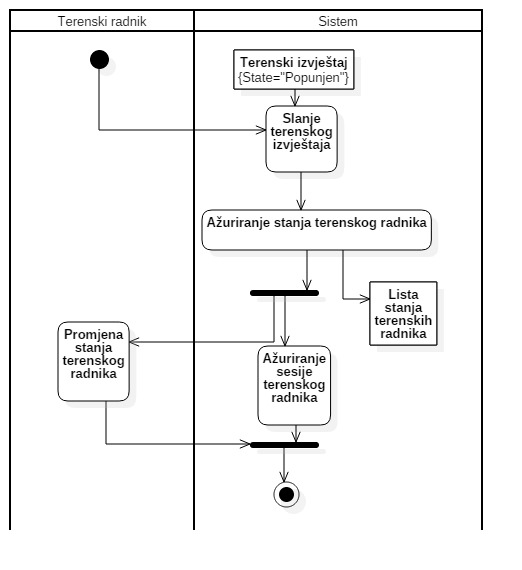 Terenski radnik
Sistem
Terenski izvještaj
{State="Popunjen"}
Slanje
terenskog
izvještaja
Ažuriranje stanja terenskog radnika
Lista
stanja
terenskih
radnika
Promjena
stanja
terenskog
radnika
Ažuriranje
sesije
terenskog
radnika